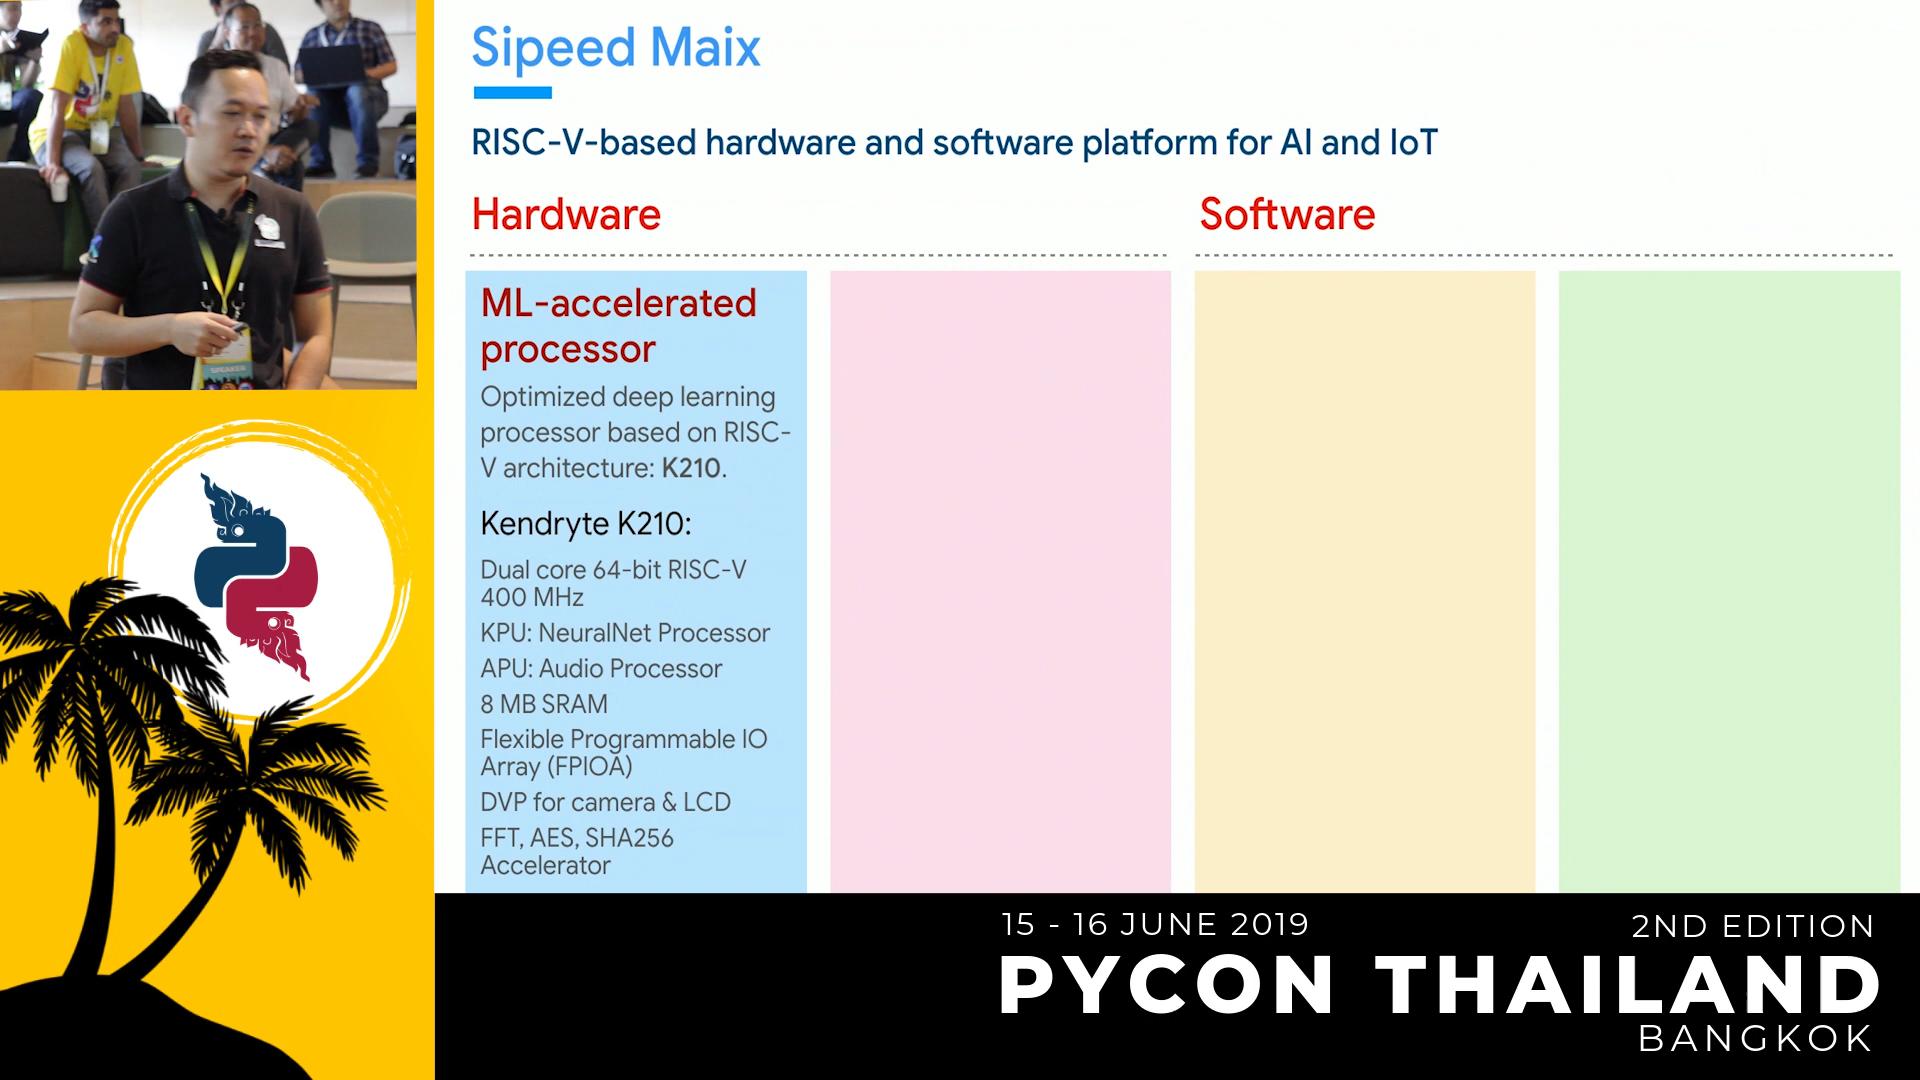 Sipeed Maix
RISC-V-based hardware and software platform for AI and IoT
Hardware
Software
ML-accelerated
processor
Optimized deep learning
processor based on RISC-
V architecture: K210.
Kendryte K210:
Dual core 64-bit RISC-V
400 MHz
KPU: NeuralNet Processor
APU: Audio Processor
8 MB SRAM
Flexible Programmable IO
Array (FPIOA)
DVP for camera & LCD
FFT, AES, SHA256
Accelerator
SPEAKER
15 - 16 JUNE 2019
2ND EDITION
PYCON THAILAND
BANGKOK